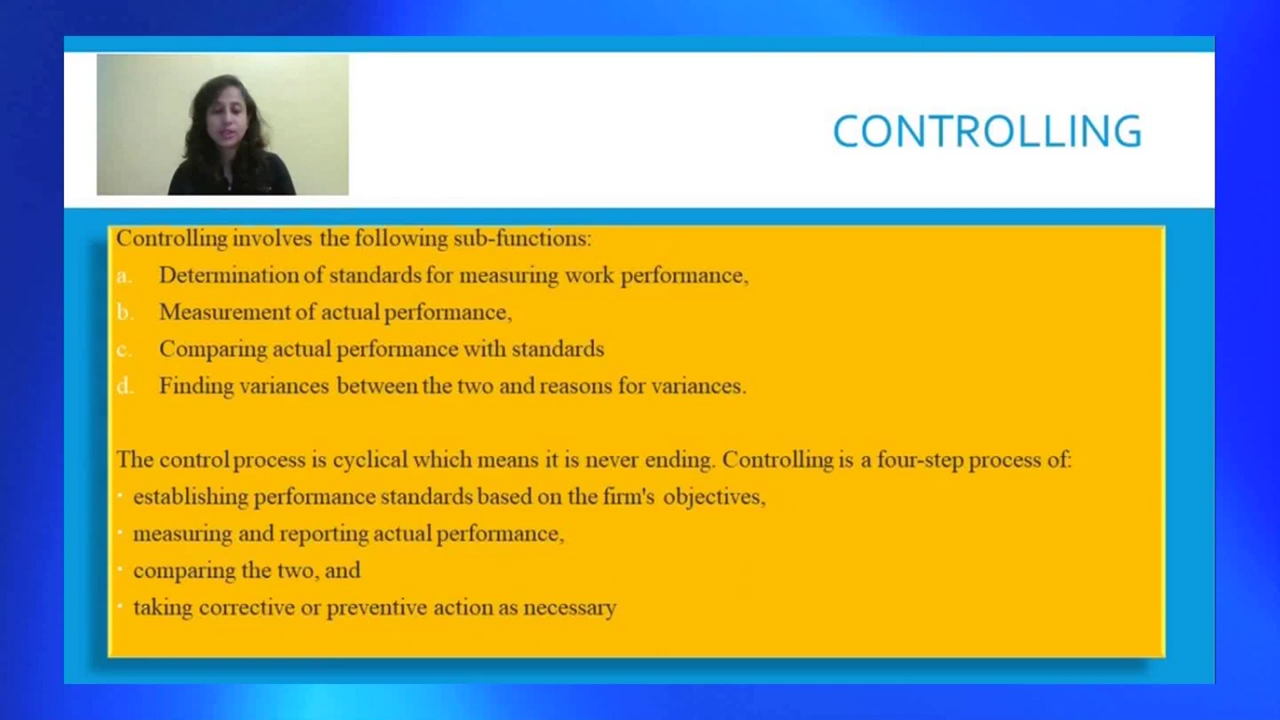 CONTROLLING
Controlling involves the following sub-functions:
a. Determination of standards for measuring work performance,
b. Measurement of actual performance,
c. Comparing actual performance with standards
d. Finding variances between the two and reasons for variances.
The control process is cyclical which means it is never ending. Controlling is a four-step process of:
· establishing performance standards based on the firm's objectives,
· measuring and reporting actual performance,
· comparing the two, and
· taking corrective or preventive action as necessary